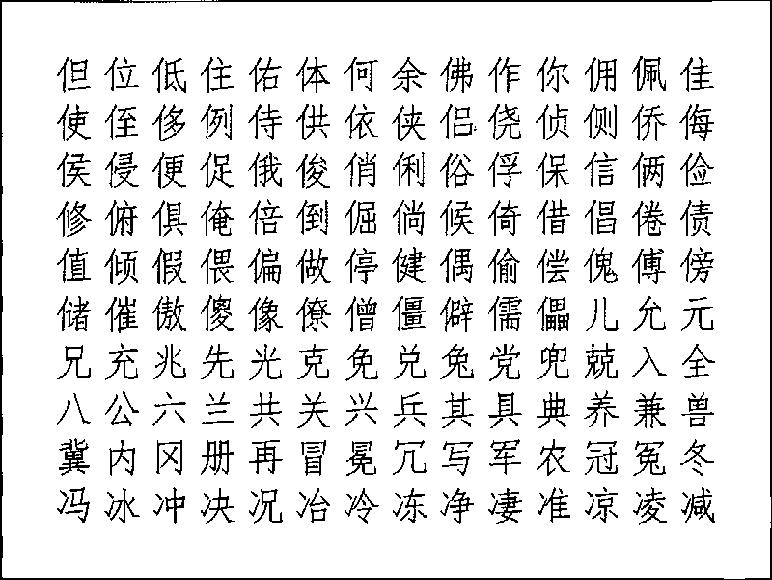 但位低住佑体何余佛作你佣佩佳
使侄侈例侍供依侠侣侥侦侧侨侮
侯侵便促俄俊俏俐俗俘保信俩俭
修俯俱俺倍倒倔倘候倚借倡倦债
值倾假偎偏做停健偶偷偿傀傅傍
储催傲傻像僚僧僵僻儒儡儿允元
兄充兆先光克免兑兔党兜兢入全
八公六兰共关兴兵其具典养兼兽
冀内冈册再冒冕冗写军农冠冤冬
冯冰冲决况冶冷冻净凄准凉凌减